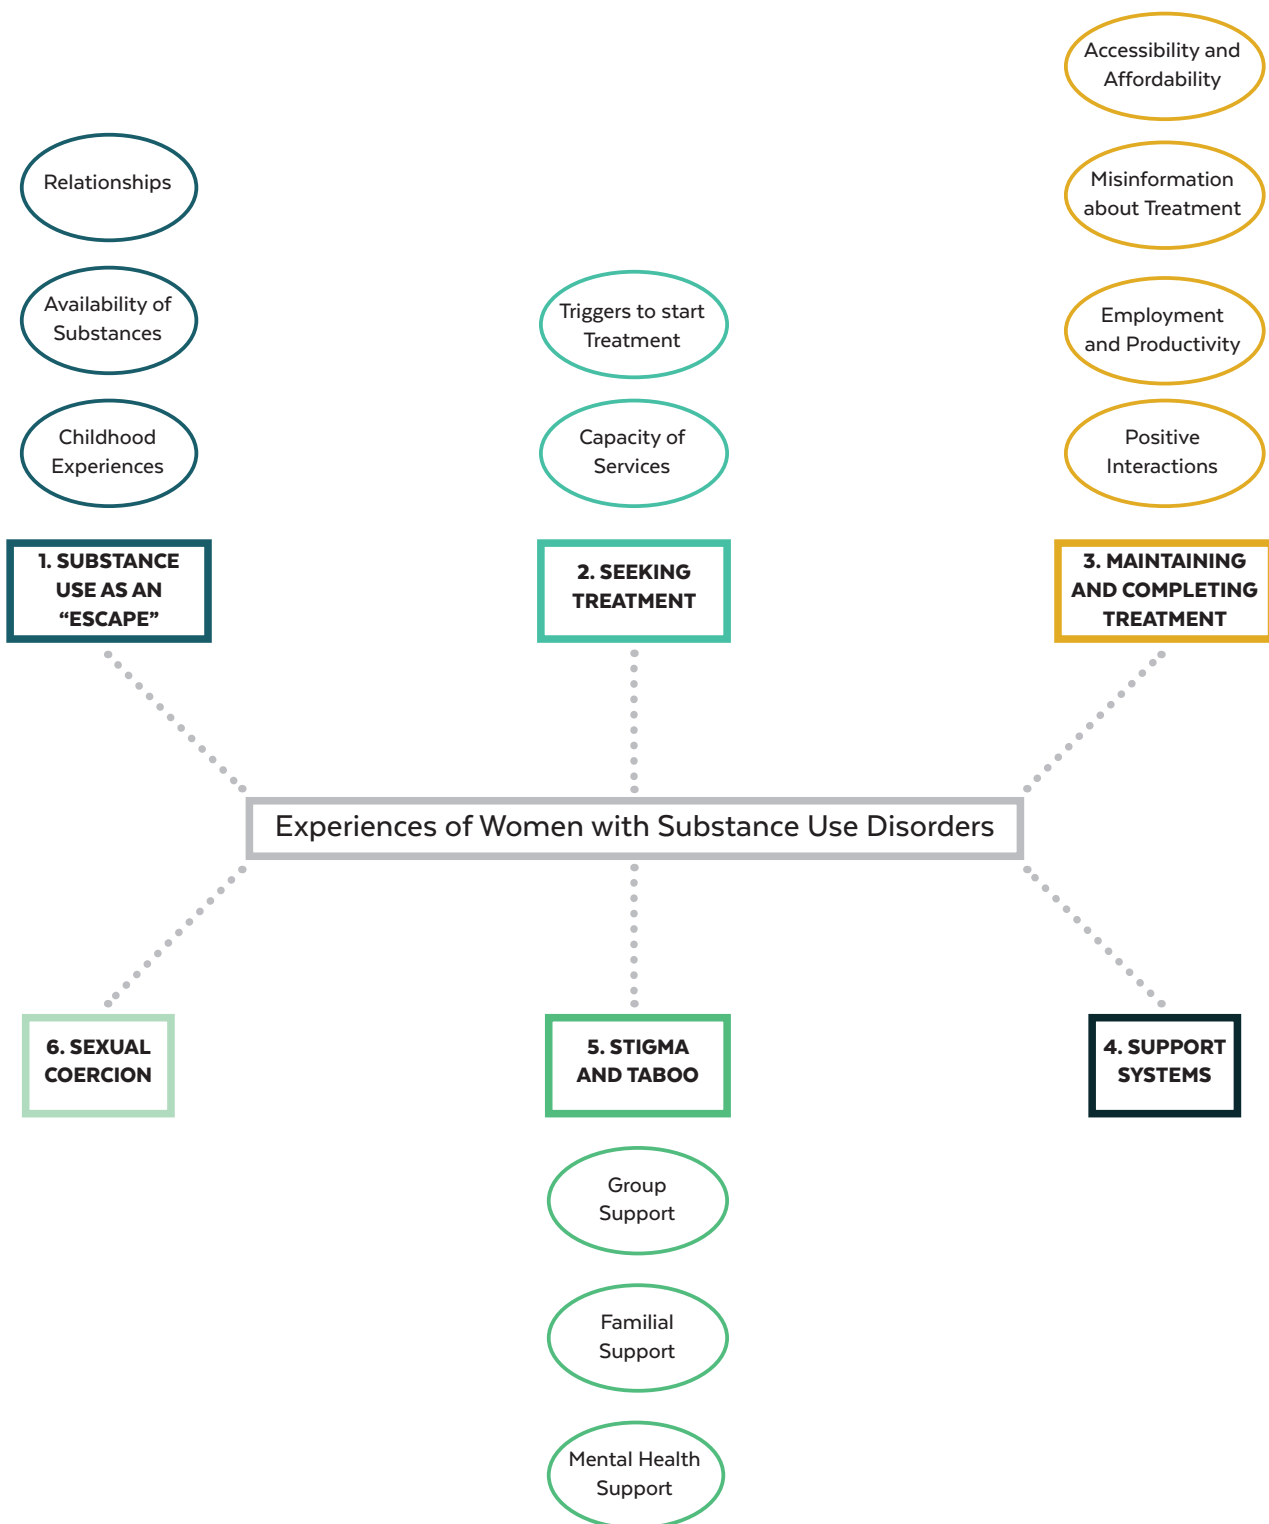 Accessibility and
Affordability
Relationships
Misinformation
about Treatment
Availability of
Substances
Triggers to start
Treatment
Employment
and Productivity
Childhood
Experiences
Capacity of
Services
Positive
Interactions
1. SUBSTANCE
USE AS AN
“ESCAPE”
2. SEEKING
TREATMENT
3. MAINTAINING
AND COMPLETING
TREATMENT
Experiences of Women with Substance Use Disorders
6. SEXUAL
COERCION
5. STIGMA
AND TABOO
4. SUPPORT
SYSTEMS
Group
Support
Familial
Support
Mental Health
Support